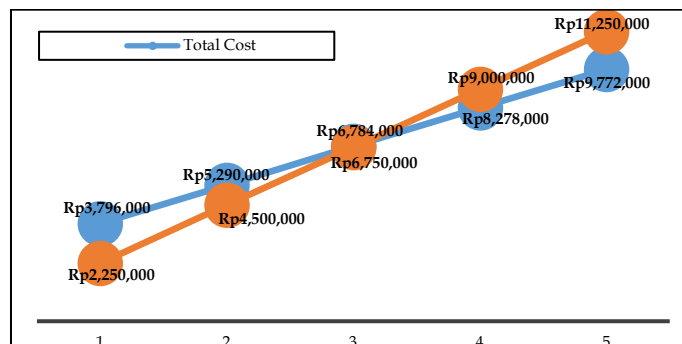 Total Cost
Rp11,250,000
Rp9,000,000
Rp9,772,000
Rp8,278,000
Rp6,784,000
Rp6,750,000
Rp5,290,000
Rp4,500,000
Rp3,796,000
Rp2,250,000
1 2 3 4 5